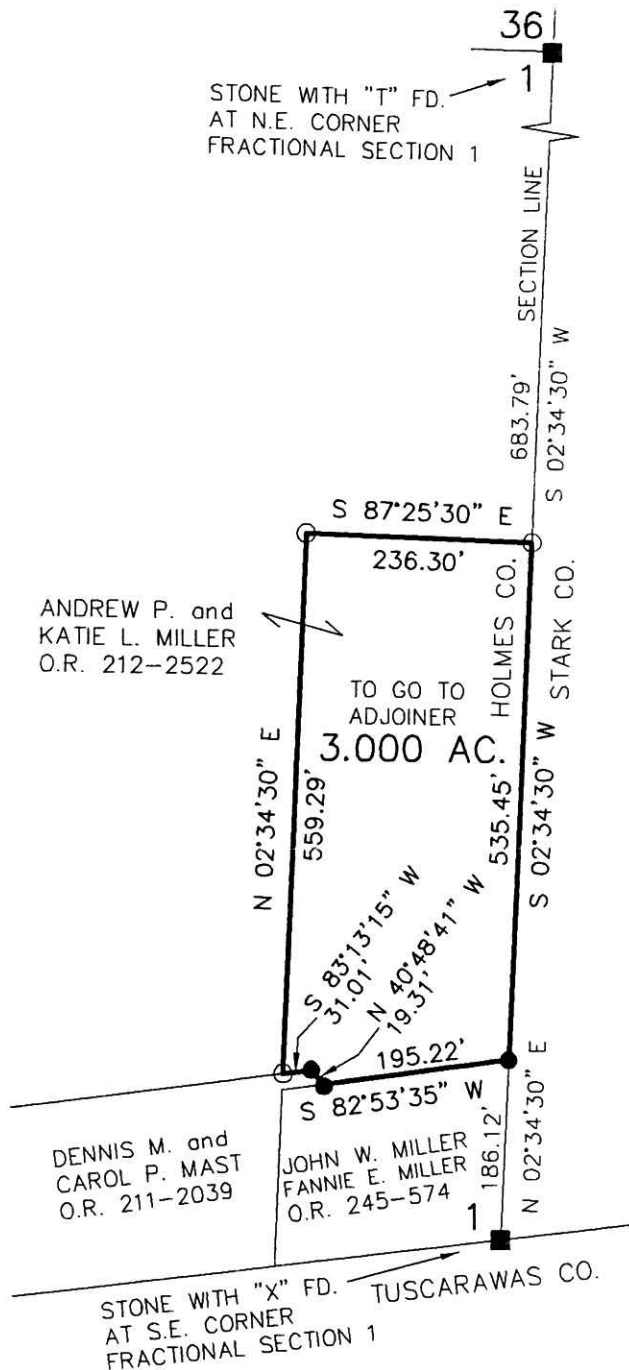 36
1
STONE WITH "T" FD.
AT N.E. CORNER
FRACTIONAL SECTION 1
SECTION LINE
683.79'
S 02°34'30" W
S 87°25'30" E
236.30'
ANDREW P. and
KATIE L. MILLER
O.R. 212-2522
HOLMES CO.
STARK CO.
TO GO TO
ADJOINER
3.000 AC.
N 02°34'30" E
559.29'
535.45'
S 02°34'30" W
S 83°13'15" W
31.01'
N 40°48'41" W
19.31'
195.22'
S 82°53'35" W
DENNIS M. and
CAROL P. MAST
O.R. 211-2039
JOHN W. MILLER
FANNIE E. MILLER
O.R. 245-574
186.12'
N 02°34'30" E
1
STONE WITH "X" FD.
AT S.E. CORNER
FRACTIONAL SECTION 1
TUSCARAWAS CO.